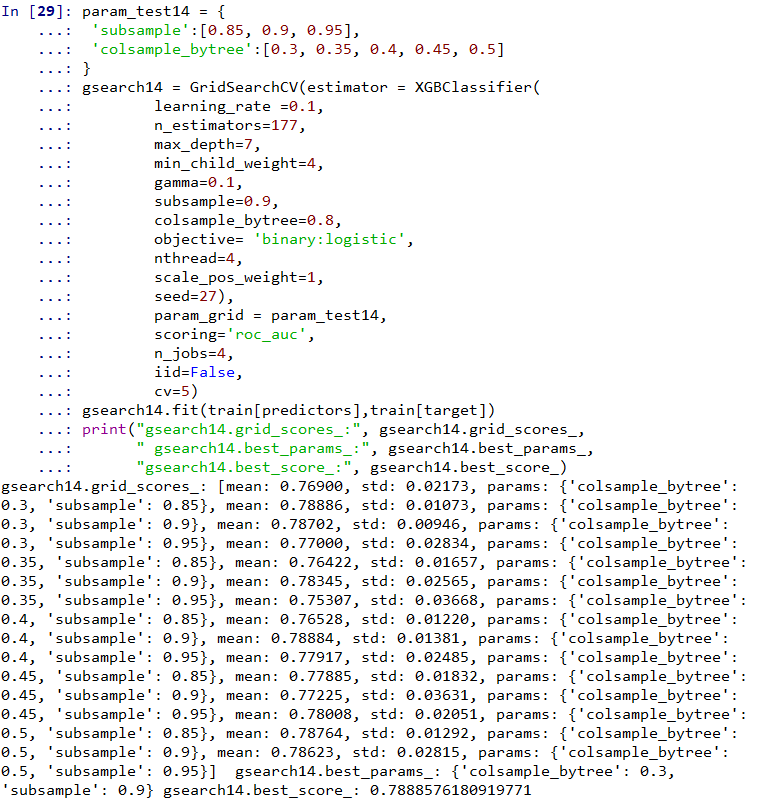 In [29]: param_test14 = {
    ...:  'subsample':[0.85, 0.9, 0.95],
    ...:  'colsample_bytree':[0.3, 0.35, 0.4, 0.45, 0.5]
    ...: }
    ...: gsearch14 = GridSearchCV(estimator = XGBClassifier(
    ...:         learning_rate =0.1,
    ...:         n_estimators=177,
    ...:         max_depth=7,
    ...:         min_child_weight=4,
    ...:         gamma=0.1,
    ...:         subsample=0.9,
    ...:         colsample_bytree=0.8,
    ...:         objective= 'binary:logistic',
    ...:         nthread=4,
    ...:         scale_pos_weight=1,
    ...:         seed=27),
    ...:         param_grid = param_test14,
    ...:         scoring='roc_auc',
    ...:         n_jobs=4,
    ...:         iid=False,
    ...:         cv=5)
    ...: gsearch14.fit(train[predictors],train[target])
    ...: print("gsearch14.grid_scores_:", gsearch14.grid_scores_,
    ...:       " gsearch14.best_params_:", gsearch14.best_params_,
    ...:       "gsearch14.best_score_:", gsearch14.best_score_)
gsearch14.grid_scores_: [mean: 0.76900, std: 0.02173, params: {'colsample_bytree':
0.3, 'subsample': 0.85}, mean: 0.78886, std: 0.01073, params: {'colsample_bytree':
0.3, 'subsample': 0.9}, mean: 0.78702, std: 0.00946, params: {'colsample_bytree':
0.3, 'subsample': 0.95}, mean: 0.77000, std: 0.02834, params: {'colsample_bytree':
0.35, 'subsample': 0.85}, mean: 0.76422, std: 0.01657, params: {'colsample_bytree':
0.35, 'subsample': 0.9}, mean: 0.78345, std: 0.02565, params: {'colsample_bytree':
0.35, 'subsample': 0.95}, mean: 0.75307, std: 0.03668, params: {'colsample_bytree':
0.4, 'subsample': 0.85}, mean: 0.76528, std: 0.01220, params: {'colsample_bytree':
0.4, 'subsample': 0.9}, mean: 0.78884, std: 0.01381, params: {'colsample_bytree':
0.4, 'subsample': 0.95}, mean: 0.77917, std: 0.02485, params: {'colsample_bytree':
0.45, 'subsample': 0.85}, mean: 0.77885, std: 0.01832, params: {'colsample_bytree':
0.45, 'subsample': 0.9}, mean: 0.77225, std: 0.03631, params: {'colsample_bytree':
0.45, 'subsample': 0.95}, mean: 0.78008, std: 0.02051, params: {'colsample_bytree':
0.5, 'subsample': 0.85}, mean: 0.78764, std: 0.01292, params: {'colsample_bytree':
0.5, 'subsample': 0.9}, mean: 0.78623, std: 0.02815, params: {'colsample_bytree':
0.5, 'subsample': 0.95}]  gsearch14.best_params_: {'colsample_bytree': 0.3,
'subsample': 0.9} gsearch14.best_score_: 0.7888576180919771